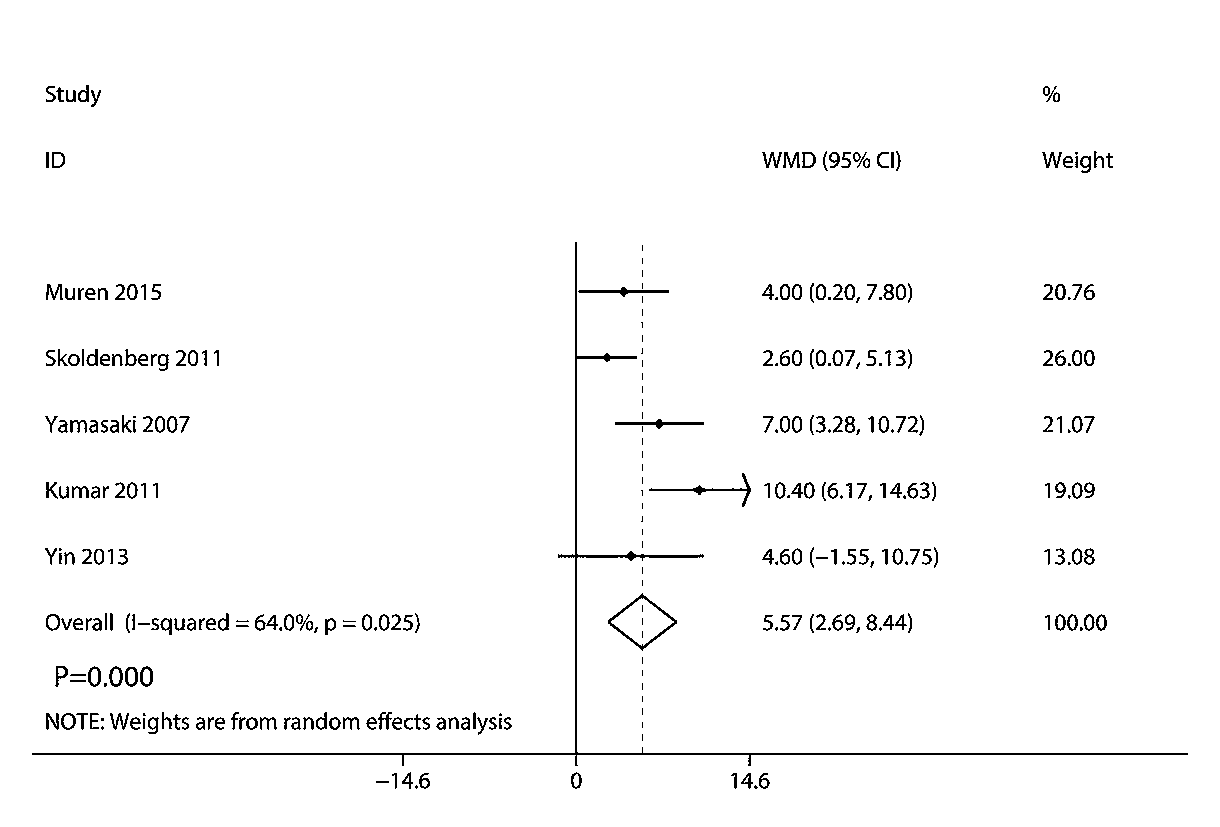 Study %
ID WMD (95% CI) Weight
Muren 2015 4.00 (0.20, 7.80) 20.76
Skoldenberg 2011 2.60 (0.07, 5.13) 26.00
Yamasaki 2007 7.00 (3.28, 10.72) 21.07
Kumar 2011 10.40 (6.17, 14.63) 19.09
Yin 2013 4.60 (−1.55, 10.75) 13.08
Overall (I−squared = 64.0%, p = 0.025) 5.57 (2.69, 8.44) 100.00
P=0.000
NOTE: Weights are from random effects analysis
−14.6 0 14.6